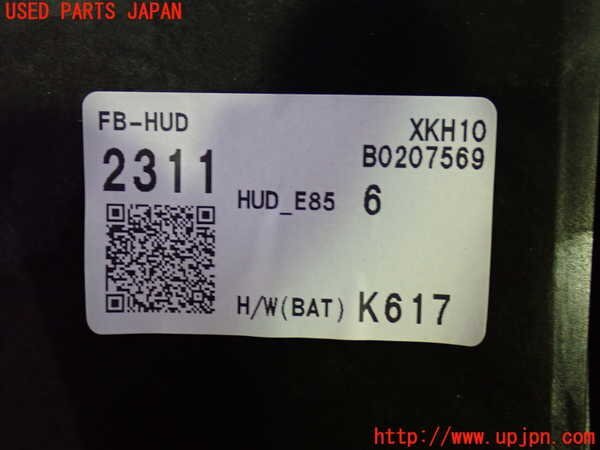 USED PARTS JAPAN
FB-HUD
XKH10
2311
B0207569
HUD_E85 6
H/W(BAT) K617
http://www.upjpn.com/